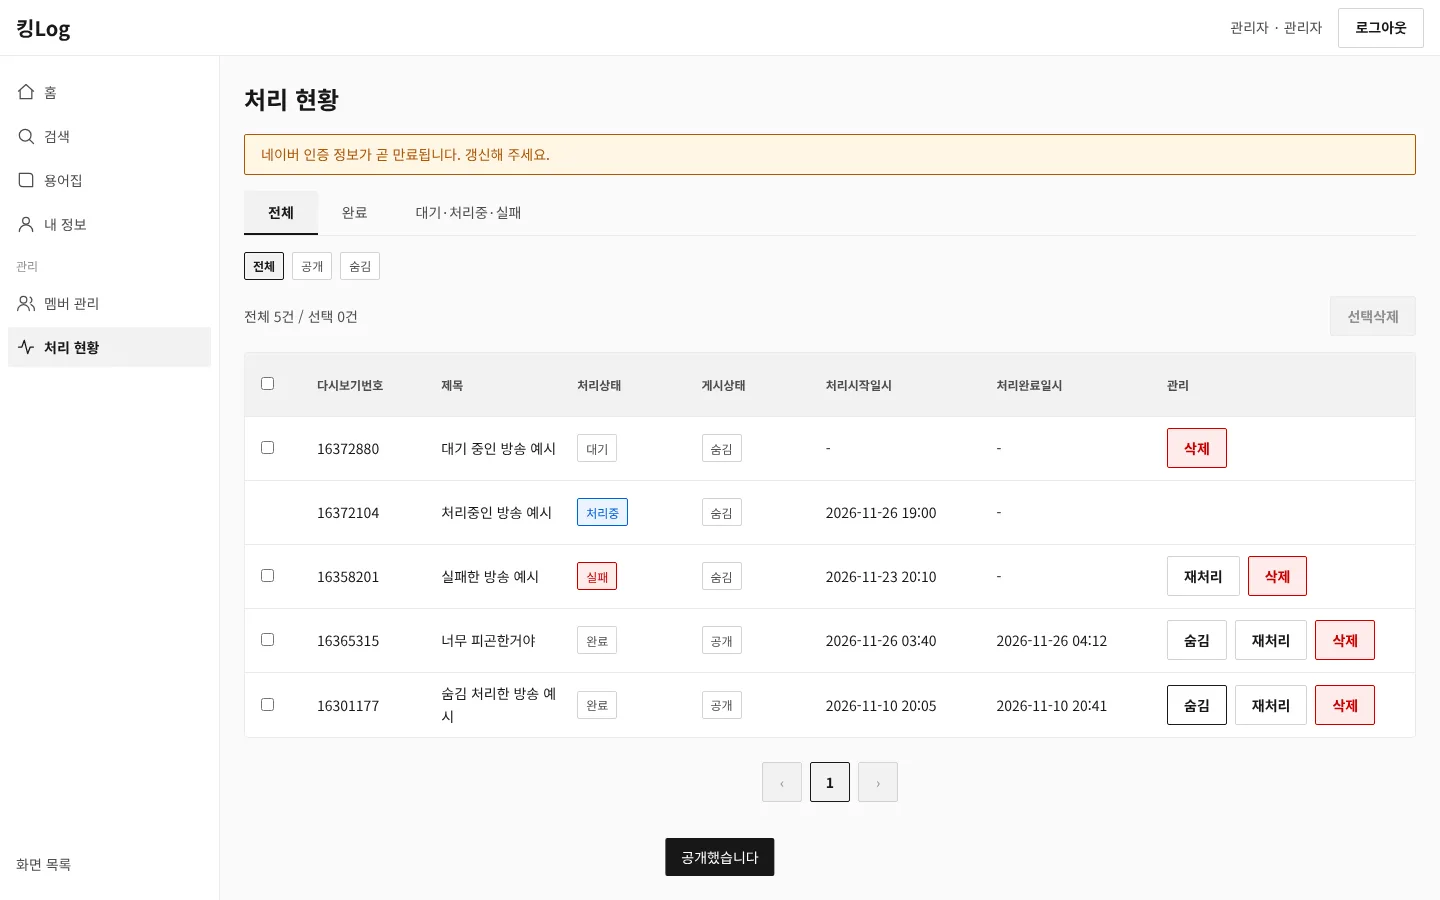 킹Log
관리자 · 관리자
로그아웃
홈
검색
용어집
내 정보
관리
멤버 관리
처리 현황
화면 목록
처리 현황
네이버 인증 정보가 곧 만료됩니다. 갱신해 주세요.
전체 완료 대기·처리중·실패
전체 공개 숨김
전체 5건 / 선택 0건
선택삭제
다시보기번호 제목 처리상태 게시상태 처리시작일시 처리완료일시 관리
16372880 대기 중인 방송 예시 대기 숨김 - - 삭제
16372104 처리중인 방송 예시 처리중 숨김 2026-11-26 19:00 -
16358201 실패한 방송 예시 실패 숨김 2026-11-23 20:10 - 재처리 삭제
16365315 너무 피곤한거야 완료 공개 2026-11-26 03:40 2026-11-26 04:12 숨김 재처리 삭제
16301177 숨김 처리한 방송 예
시 완료 공개 2026-11-10 20:05 2026-11-10 20:41 숨김 재처리 삭제
‹ 1 ›
공개했습니다